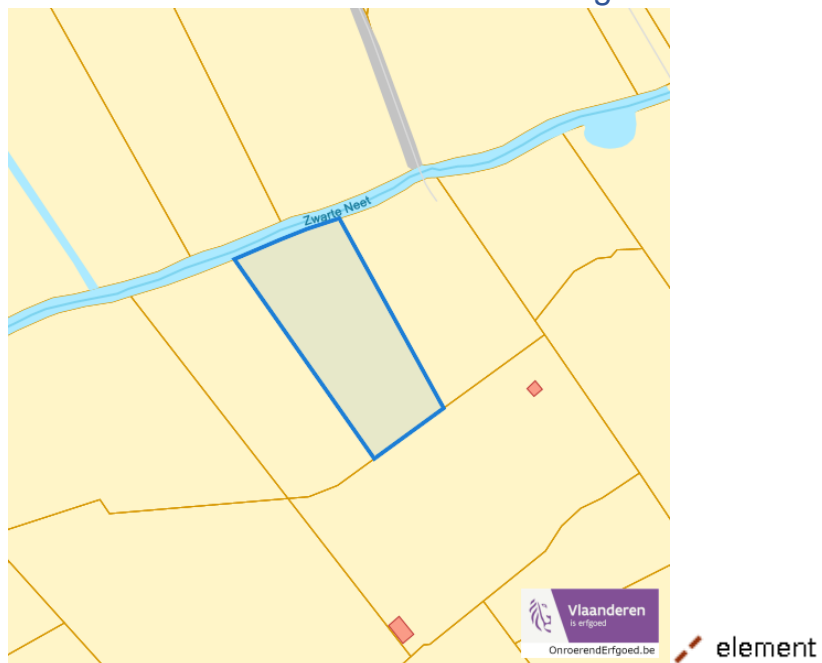 Zwarte Neet
Vlaanderen
is erfgoed
OnroerendErfgoed.be
element